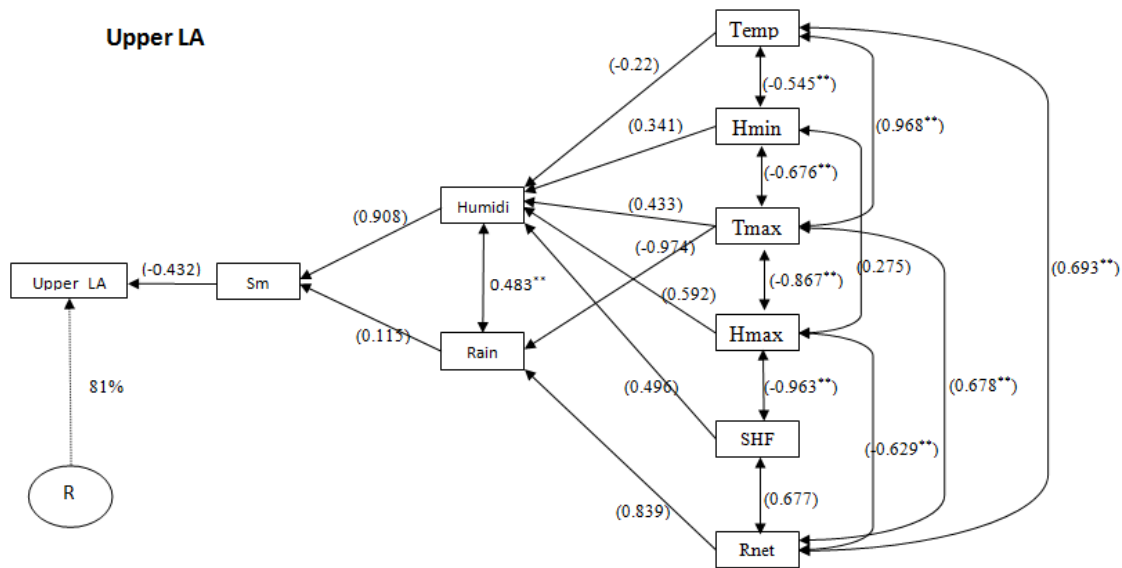 Upper LA
Temp
(-0.22)
(-0.545**)
(0.341)
Hmin
(0.968**)
(-0.676**)
Humidi
(0.433)
(0.908)
Tmax
(-0.974)
(0.275)
(0.693**)
Upper LA
(-0.432)
Sm
0.483**
(0.592)
(-0.867**)
Hmax
(0.115)
Rain
81%
(0.496)
(-0.963**)
(0.678**)
SHF
(-0.629**)
R
(0.677)
(0.839)
Rnet